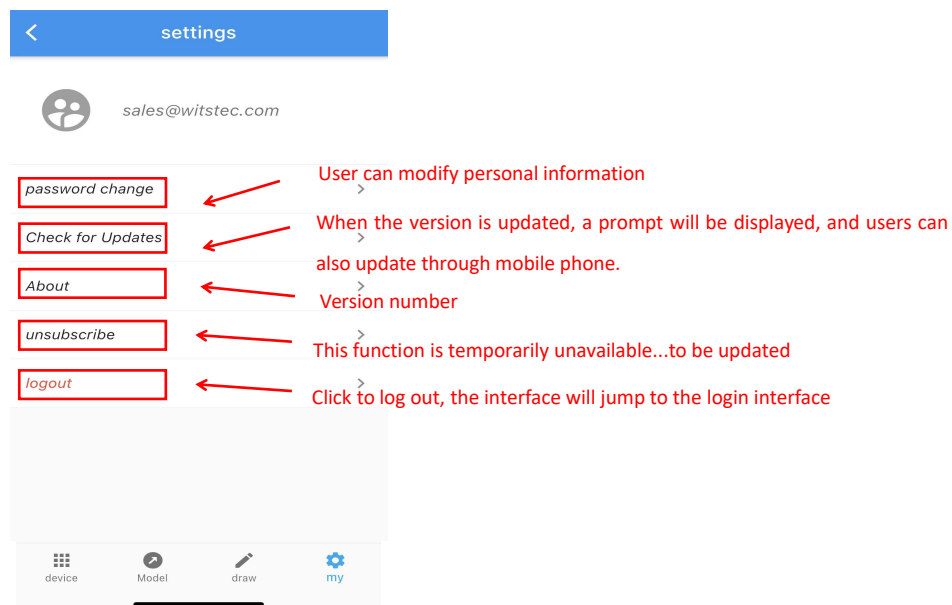 settings
sales@witstec.com
password change
User can modify personal information
Check for Updates
When the version is updated, a prompt will be displayed, and users can
also update through mobile phone.
About
Version number
unsubscribe
This function is temporarily unavailable...to be updated
logout
Click to log out, the interface will jump to the login interface
device
Model
draw
my